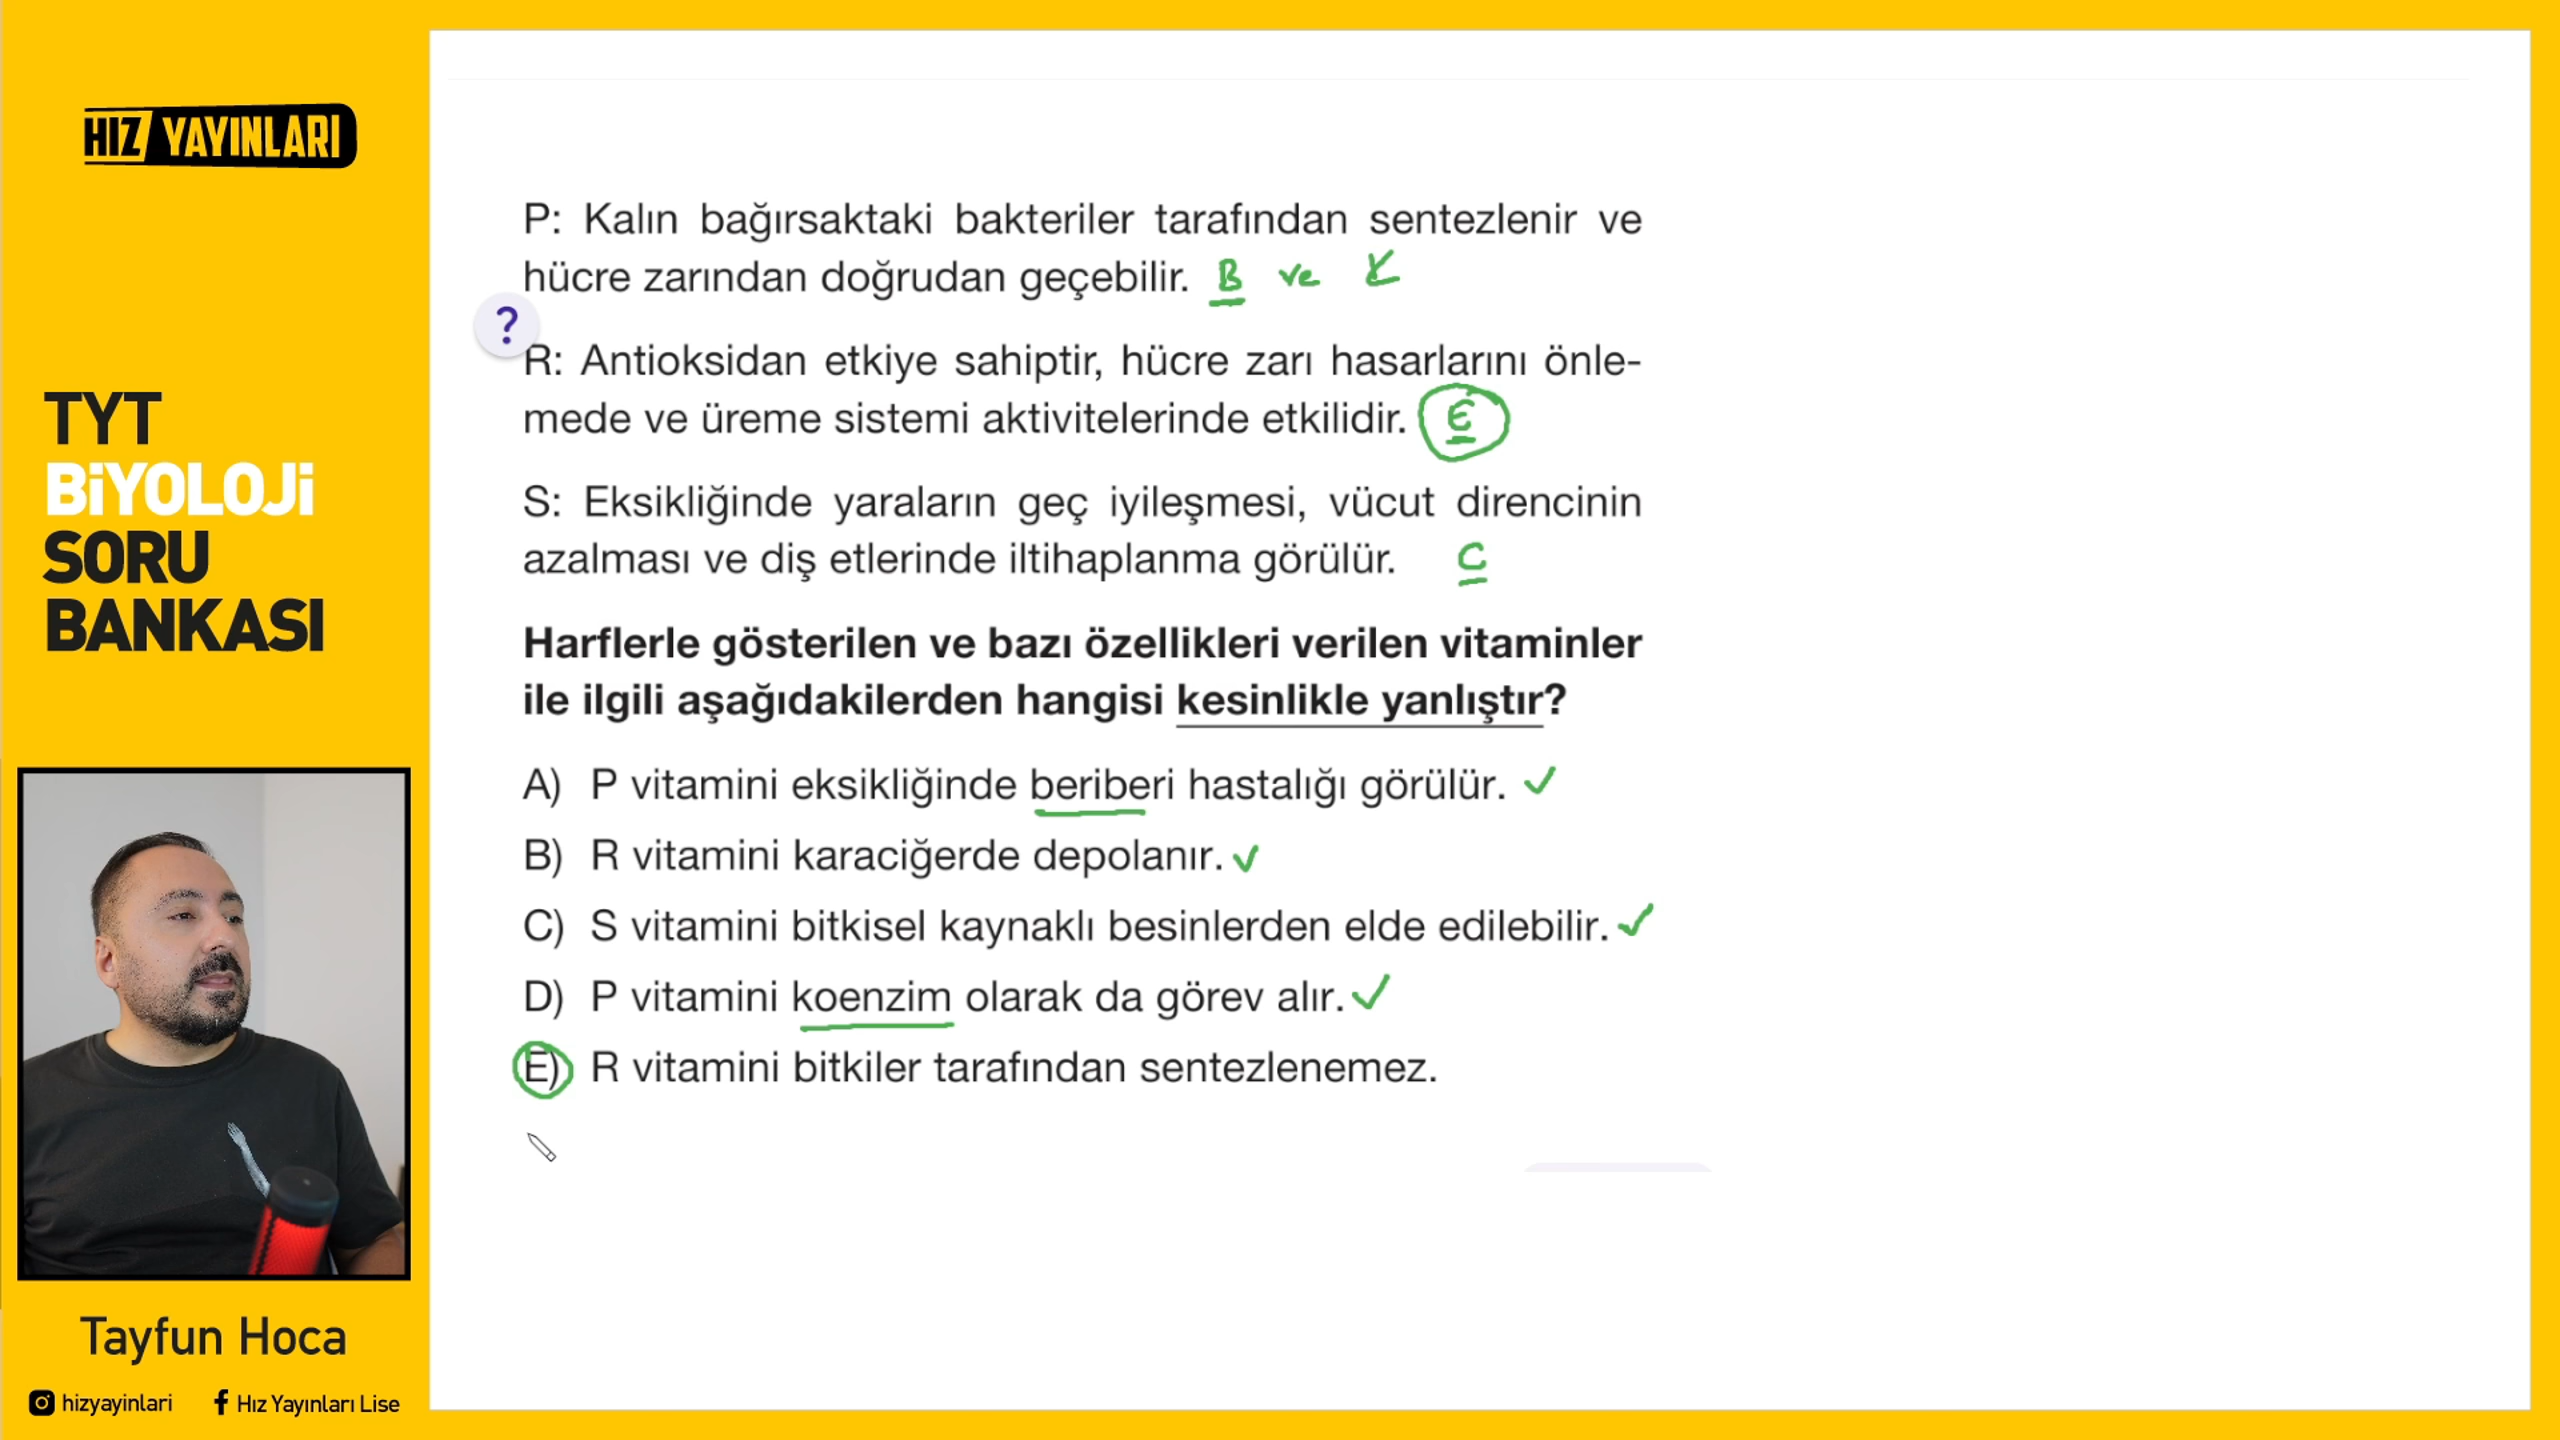 HIZ YAYINLARI
TYT
BiYOLOJi
SORU
BANKASI
Tayfun Hoca
hizyayinlari
Hız Yayınları Lise
P: Kalın bağırsaktaki bakteriler tarafından sentezlenir ve
hücre zarından doğrudan geçebilir. B ve K
?
R: Antioksidan etkiye sahiptir, hücre zarı hasarlarını önle-
mede ve üreme sistemi aktivitelerinde etkilidir. E
S: Eksikliğinde yaraların geç iyileşmesi, vücut direncinin
azalması ve diş etlerinde iltihaplanma görülür. C
Harflerle gösterilen ve bazı özellikleri verilen vitaminler
ile ilgili aşağıdakilerden hangisi kesinlikle yanlıştır?
A) P vitamini eksikliğinde beriberi hastalığı görülür. ✓
B) R vitamini karaciğerde depolanır. ✓
C) S vitamini bitkisel kaynaklı besinlerden elde edilebilir. ✓
D) P vitamini koenzim olarak da görev alır. ✓
E) R vitamini bitkiler tarafından sentezlenemez.